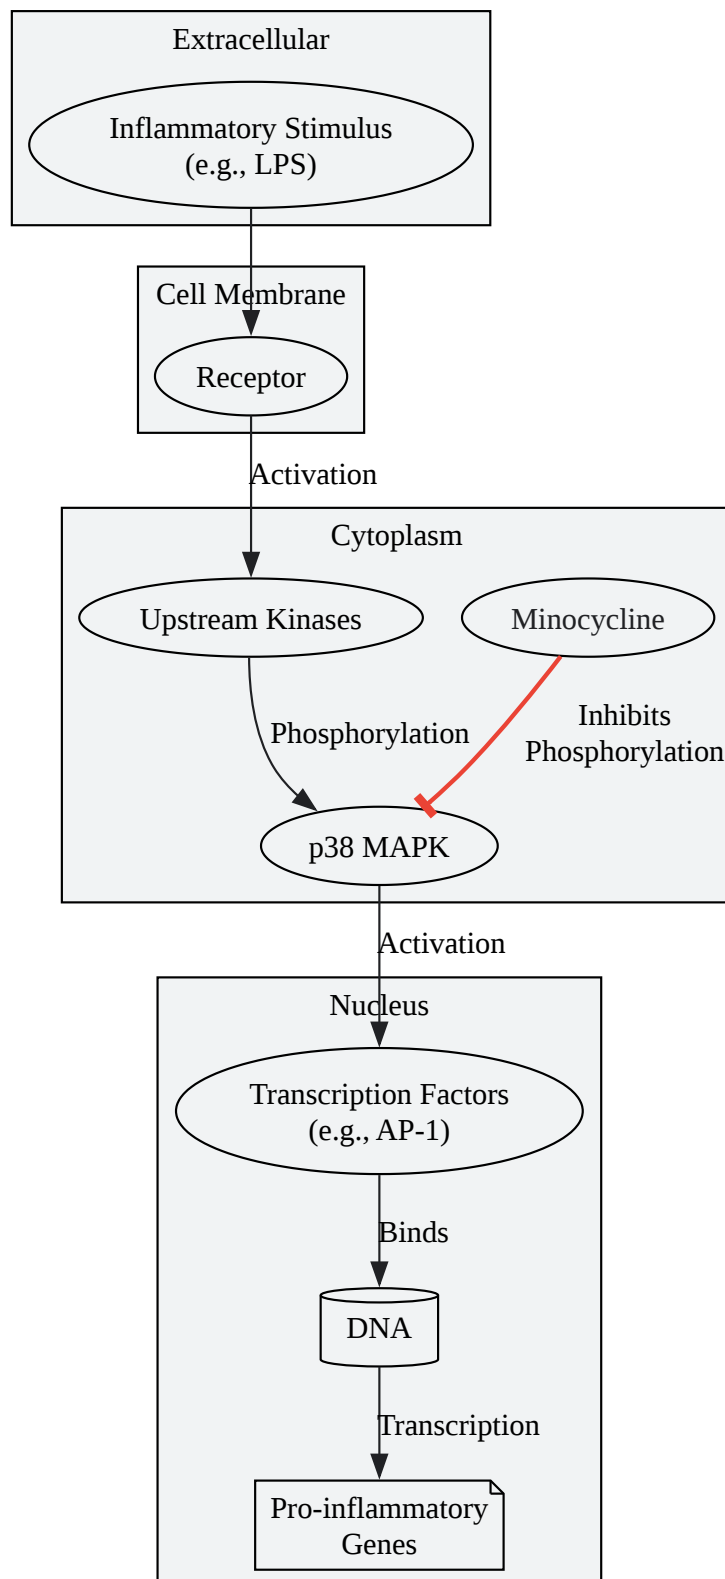 Extracellular
Inflammatory Stimulus
(e.g., LPS)
Cell Membrane
Receptor
Activation
Cytoplasm
Upstream Kinases
Minocycline
Phosphorylation
Inhibits
Phosphorylation
p38 MAPK
Activation
Nucleus
Transcription Factors
(e.g., AP-1)
Binds
DNA
Transcription
Pro-inflammatory
Genes